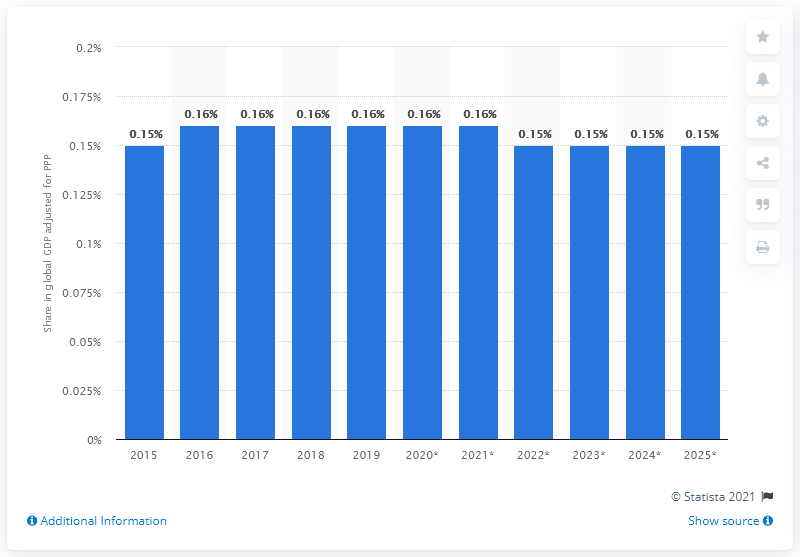 0.2%
0.175%
0.15%
0.125%
0.1%
0.075%
0.05%
0.025%
0%
Share in global GDP adjusted for PPP
0.15% 0.16% 0.16% 0.16% 0.16% 0.16% 0.16% 0.15% 0.15% 0.15% 0.15%
2015 2016 2017 2018 2019 2020* 2021* 2022* 2023* 2024* 2025*
© Statista 2021
Additional Information
Show source